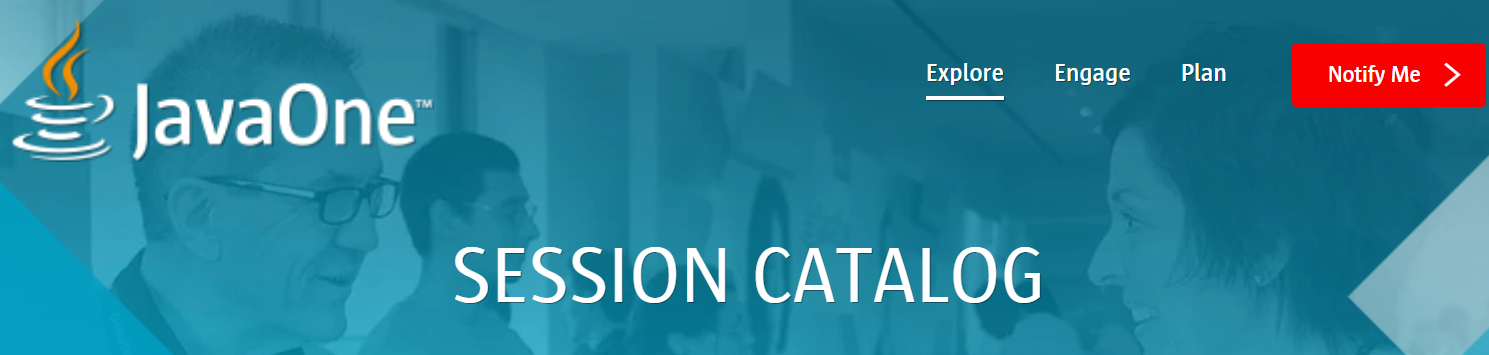 JavaOne™
Explore
Engage
Plan
Notify Me
SESSION CATALOG